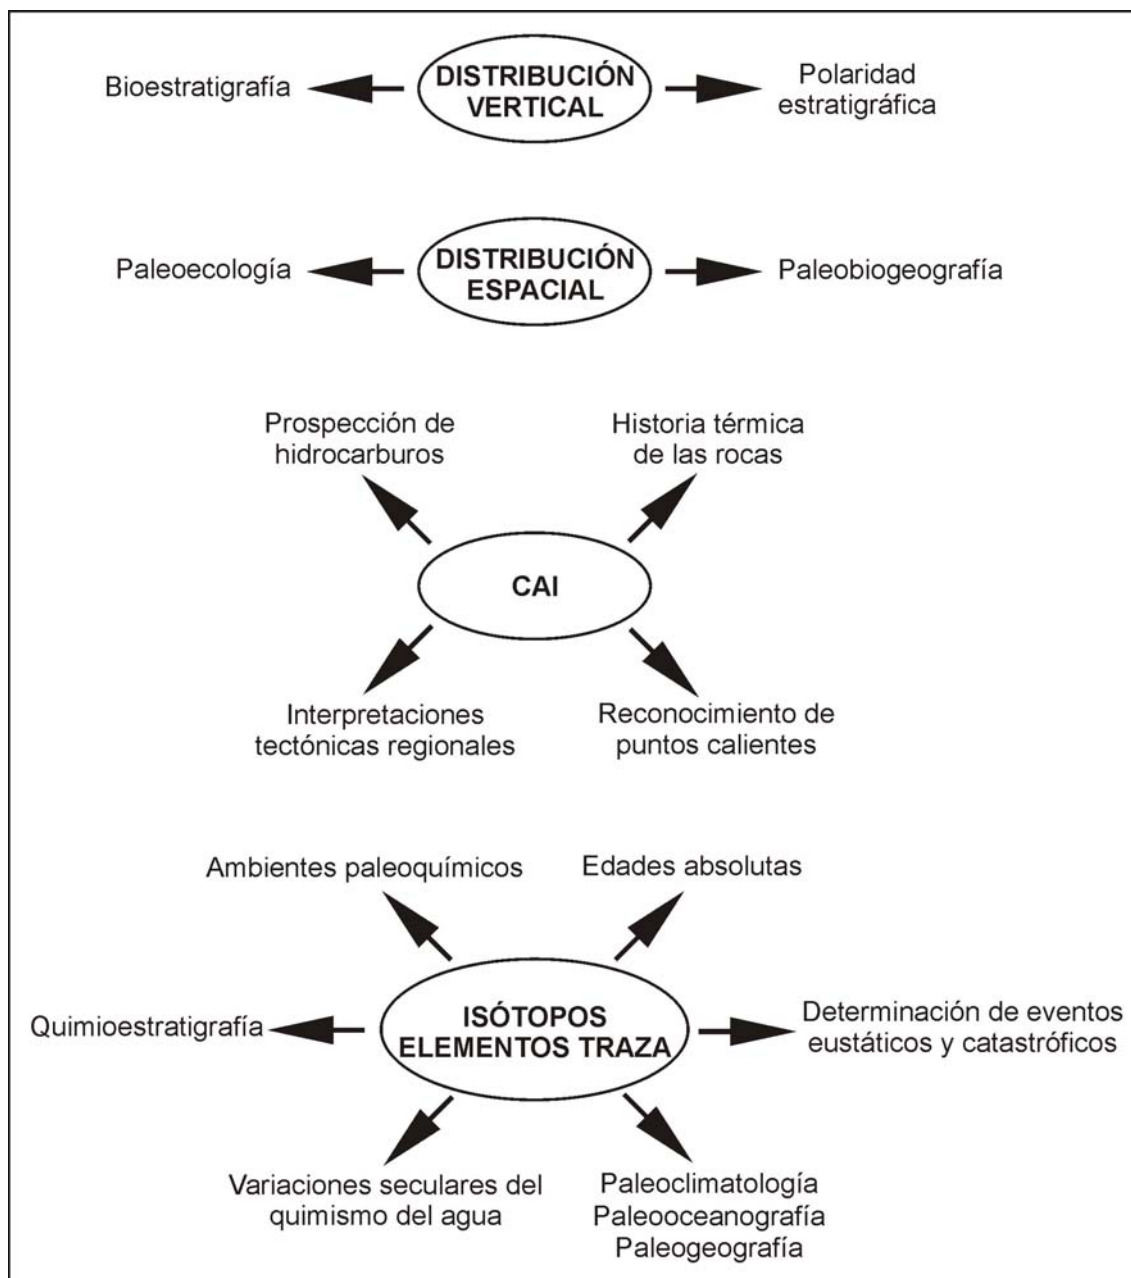 Bioestratigrafía
DISTRIBUCIÓN
VERTICAL
Polaridad
estratigráfica
Paleoecología
DISTRIBUCIÓN
ESPACIAL
Paleobiogeografía
Prospección de
hidrocarburos
Historia térmica
de las rocas
CAI
Interpretaciones
tectónicas regionales
Reconocimiento de
puntos calientes
Ambientes paleoquímicos
Edades absolutas
Quimioestratigrafía
ISÓTOPOS
ELEMENTOS TRAZA
Determinación de eventos
eustáticos y catastróficos
Variaciones seculares del
quimismo del agua
Paleoclimatología
Paleooceanografía
Paleogeografía